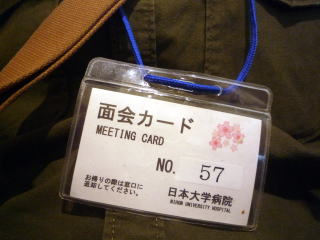 面会カード
MEETING CARD
NO. 57
お帰りの際は窓口に
返却してください。
日本大学病院
NIHON UNIVERSITY HOSPITAL